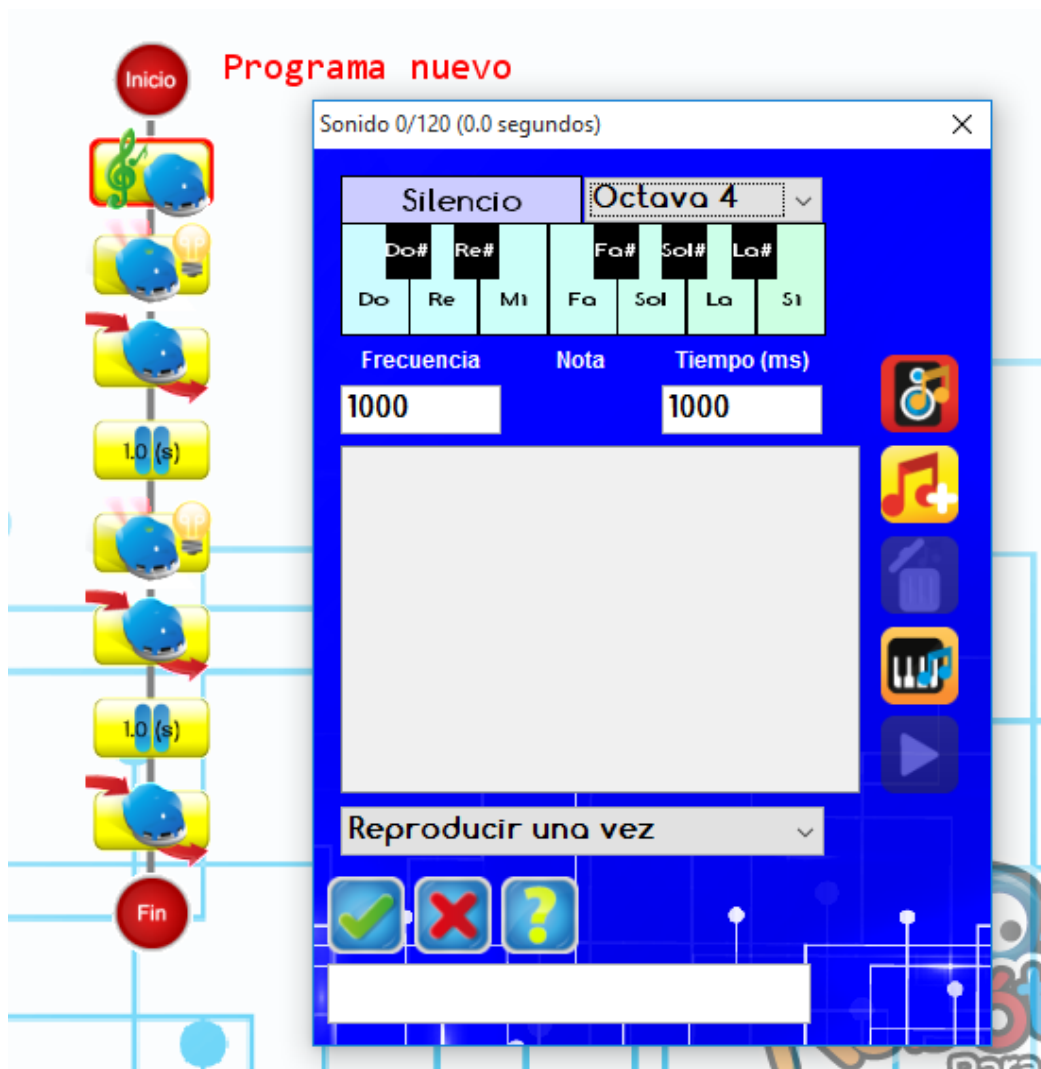 Inicio
Programa nuevo
Sonido 0/120 (0.0 segundos)
Silencio
Octava 4
Do# Re# Fa# Sol# La#
Do Re Mi Fa Sol La Si
Frecuencia Nota Tiempo (ms)
1000 1000
1.0 (s)
1.0 (s)
Reproducir una vez
Fin
?
Para